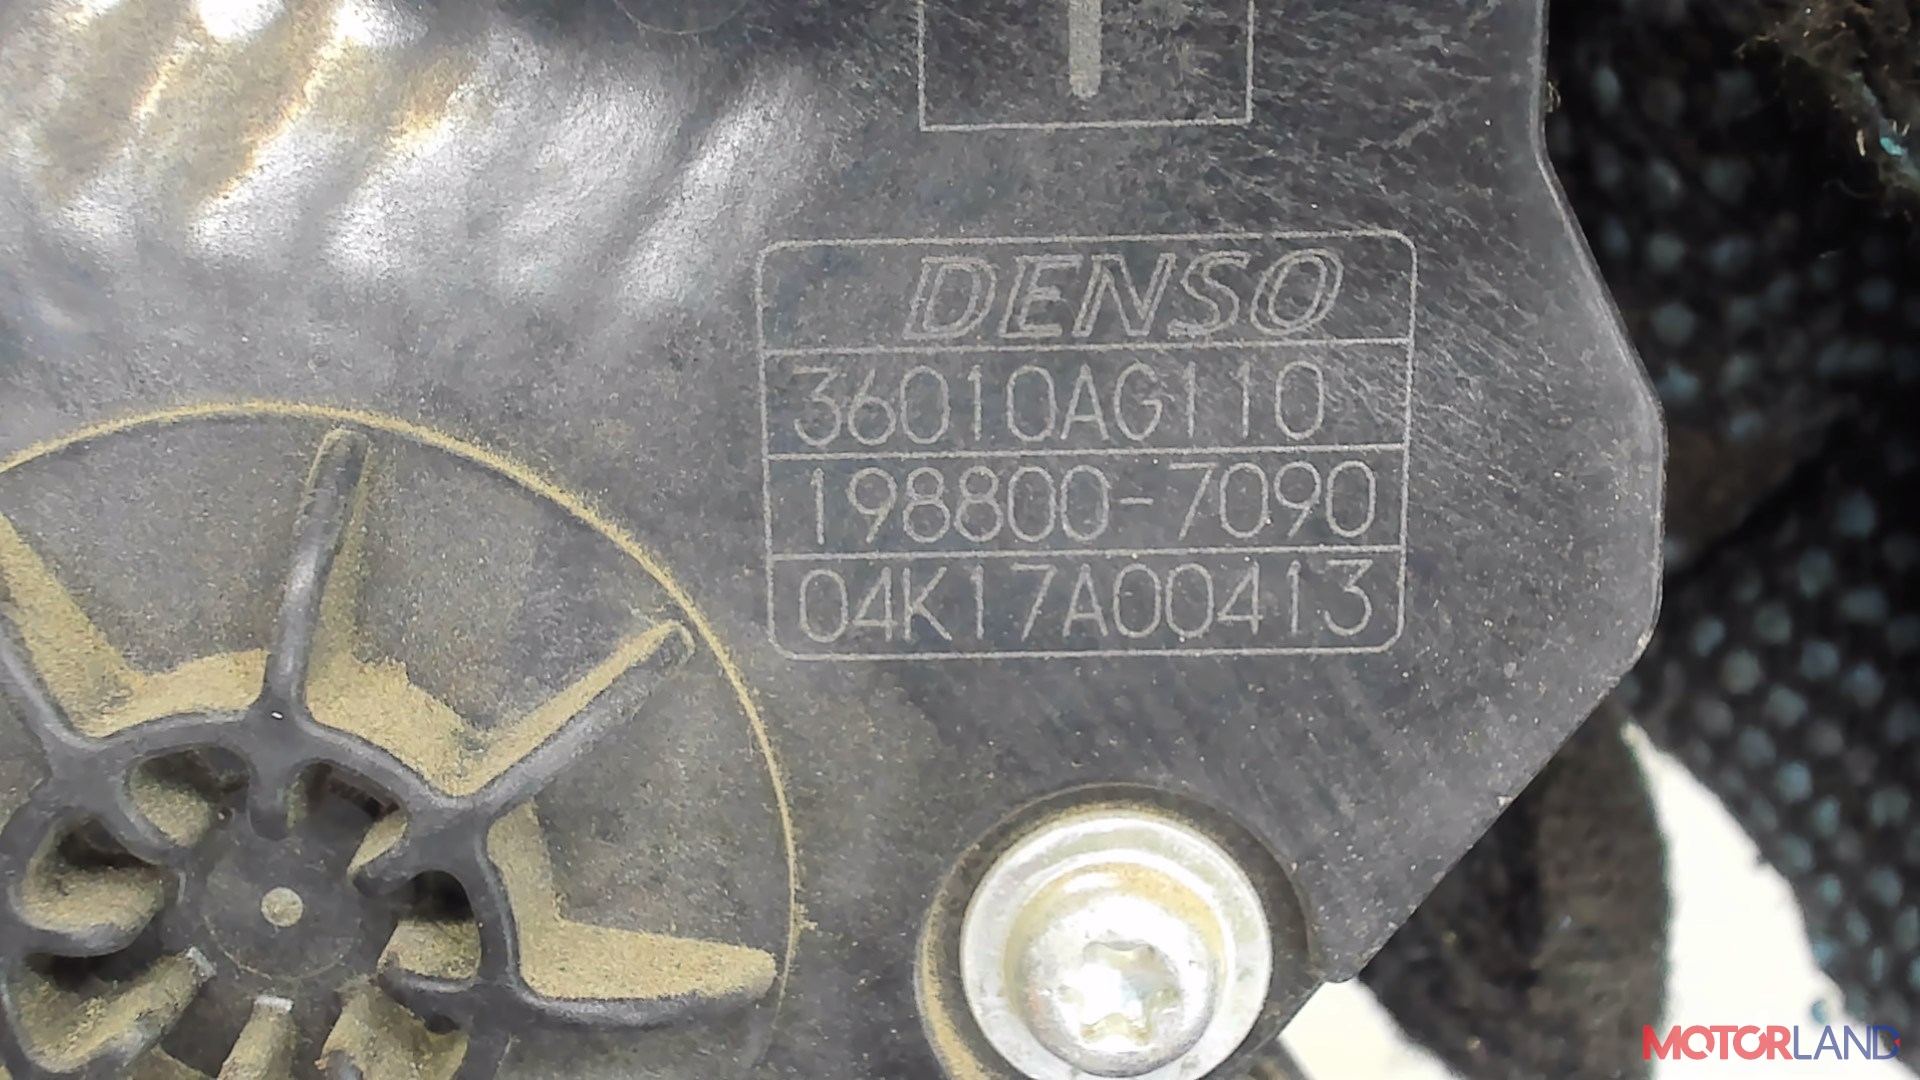 DENSO
36010AG110
198800-7090
04K17A00413
MOTORLAND